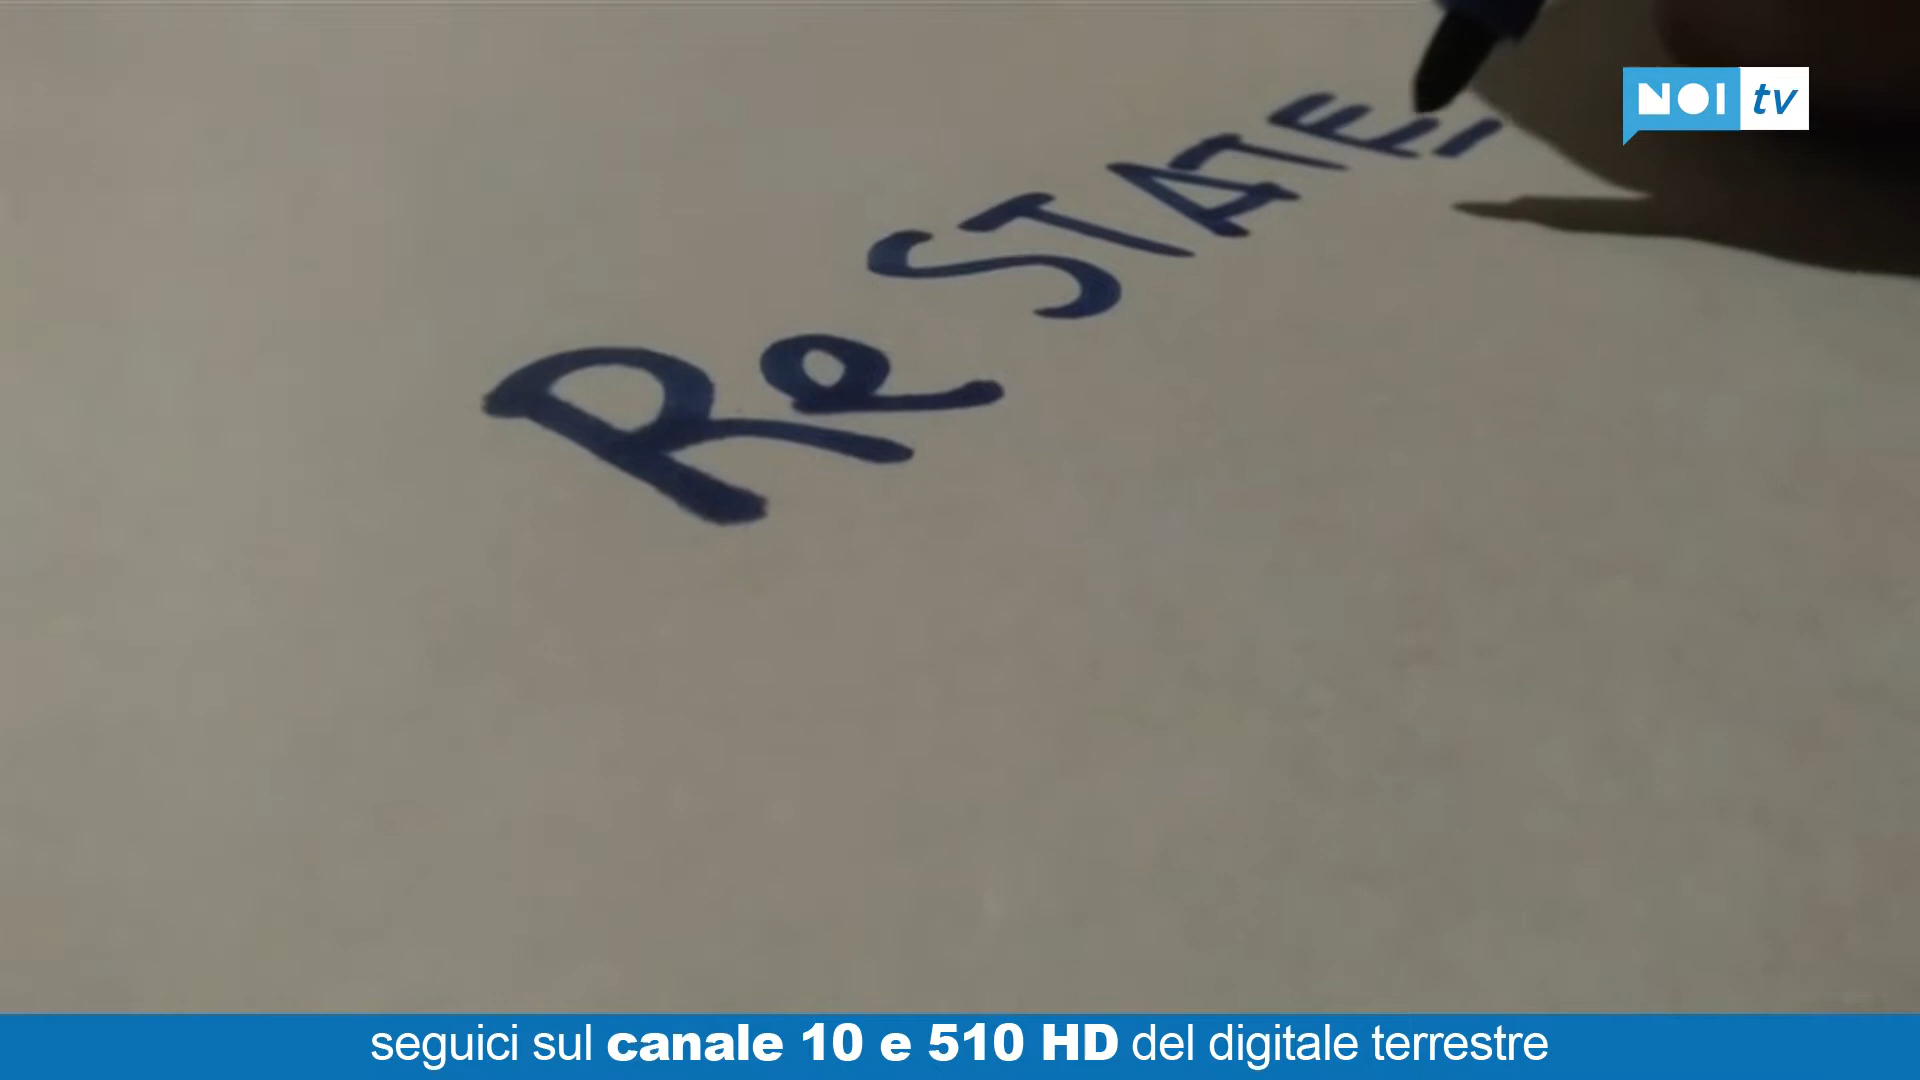 ReSTATE I
NOI tv
seguici sul canale 10 e 510 HD del digitale terrestre